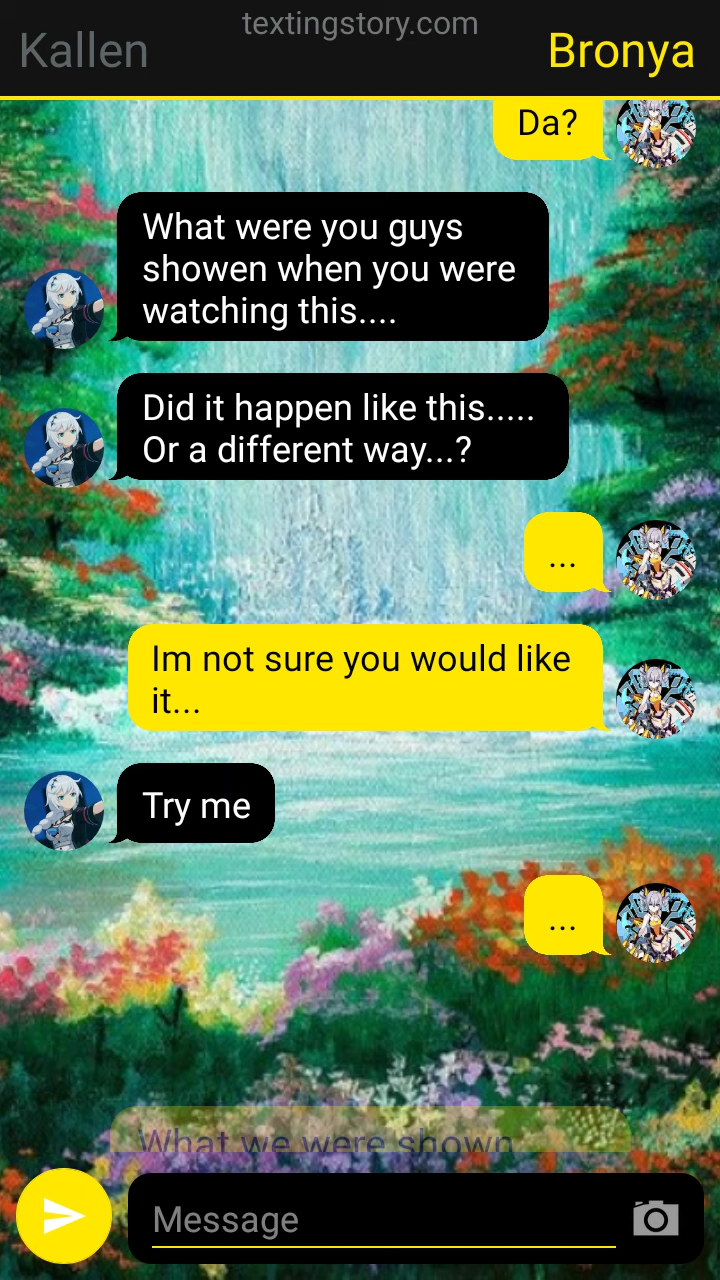 textingstory.com
Kallen
Bronya
Da?
What were you guys
showen when you were
watching this....
Did it happen like this.....
Or a different way...?
...
Im not sure you would like
it...
Try me
...
What we were shown
Message